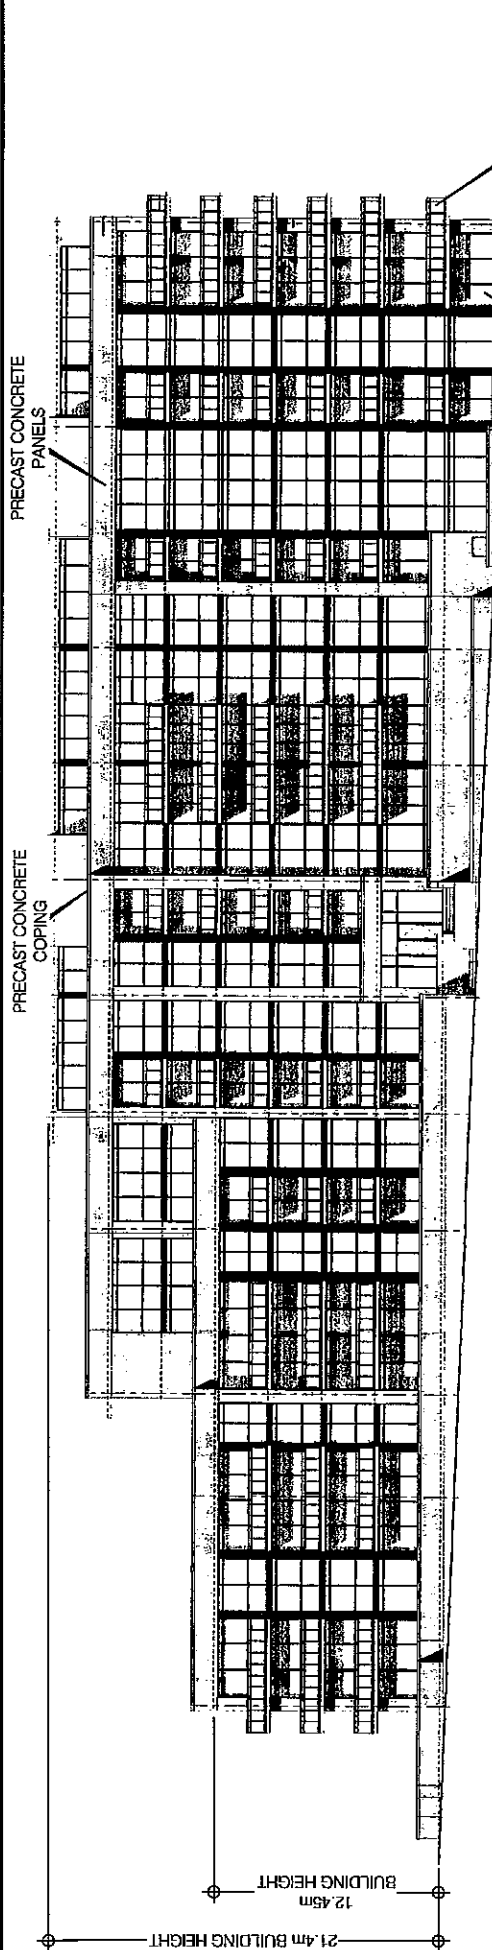 PRECAST CONCRETE
PANELS
PRECAST CONCRETE
COPING
12.45m
BUILDING HEIGHT
21.4m BUILDING HEIGHT